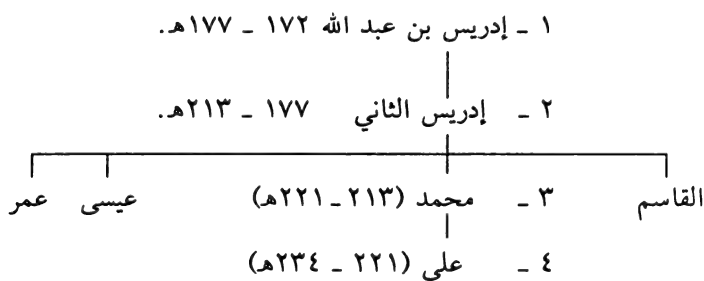 ١ ـ إدريس بن عبد الله ١٧٢ ـ ١٧٧هـ.
٢ ـ إدريس الثاني ١٧٧ ـ ٢١٣هـ.
القاسم ٣ ـ محمد (٢١٣ ـ ٢٢١هـ) عيسى عمر
٤ ـ علي (٢٢١ ـ ٢٣٤هـ)